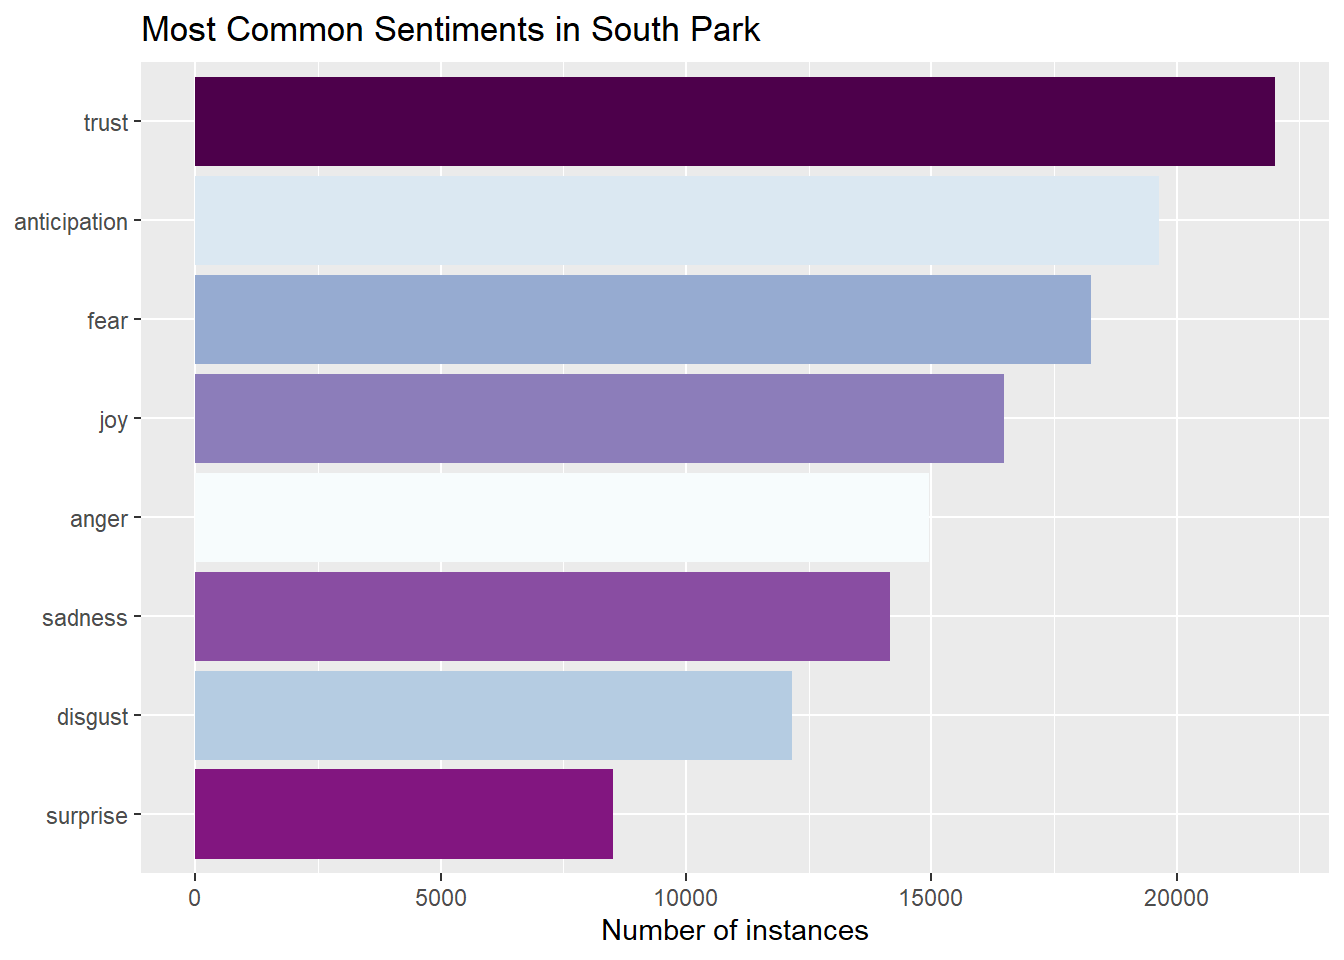 Most Common Sentiments in South Park
trust
anticipation
fear
joy
anger
sadness
disgust
surprise
0 5000 10000 15000 20000
Number of instances